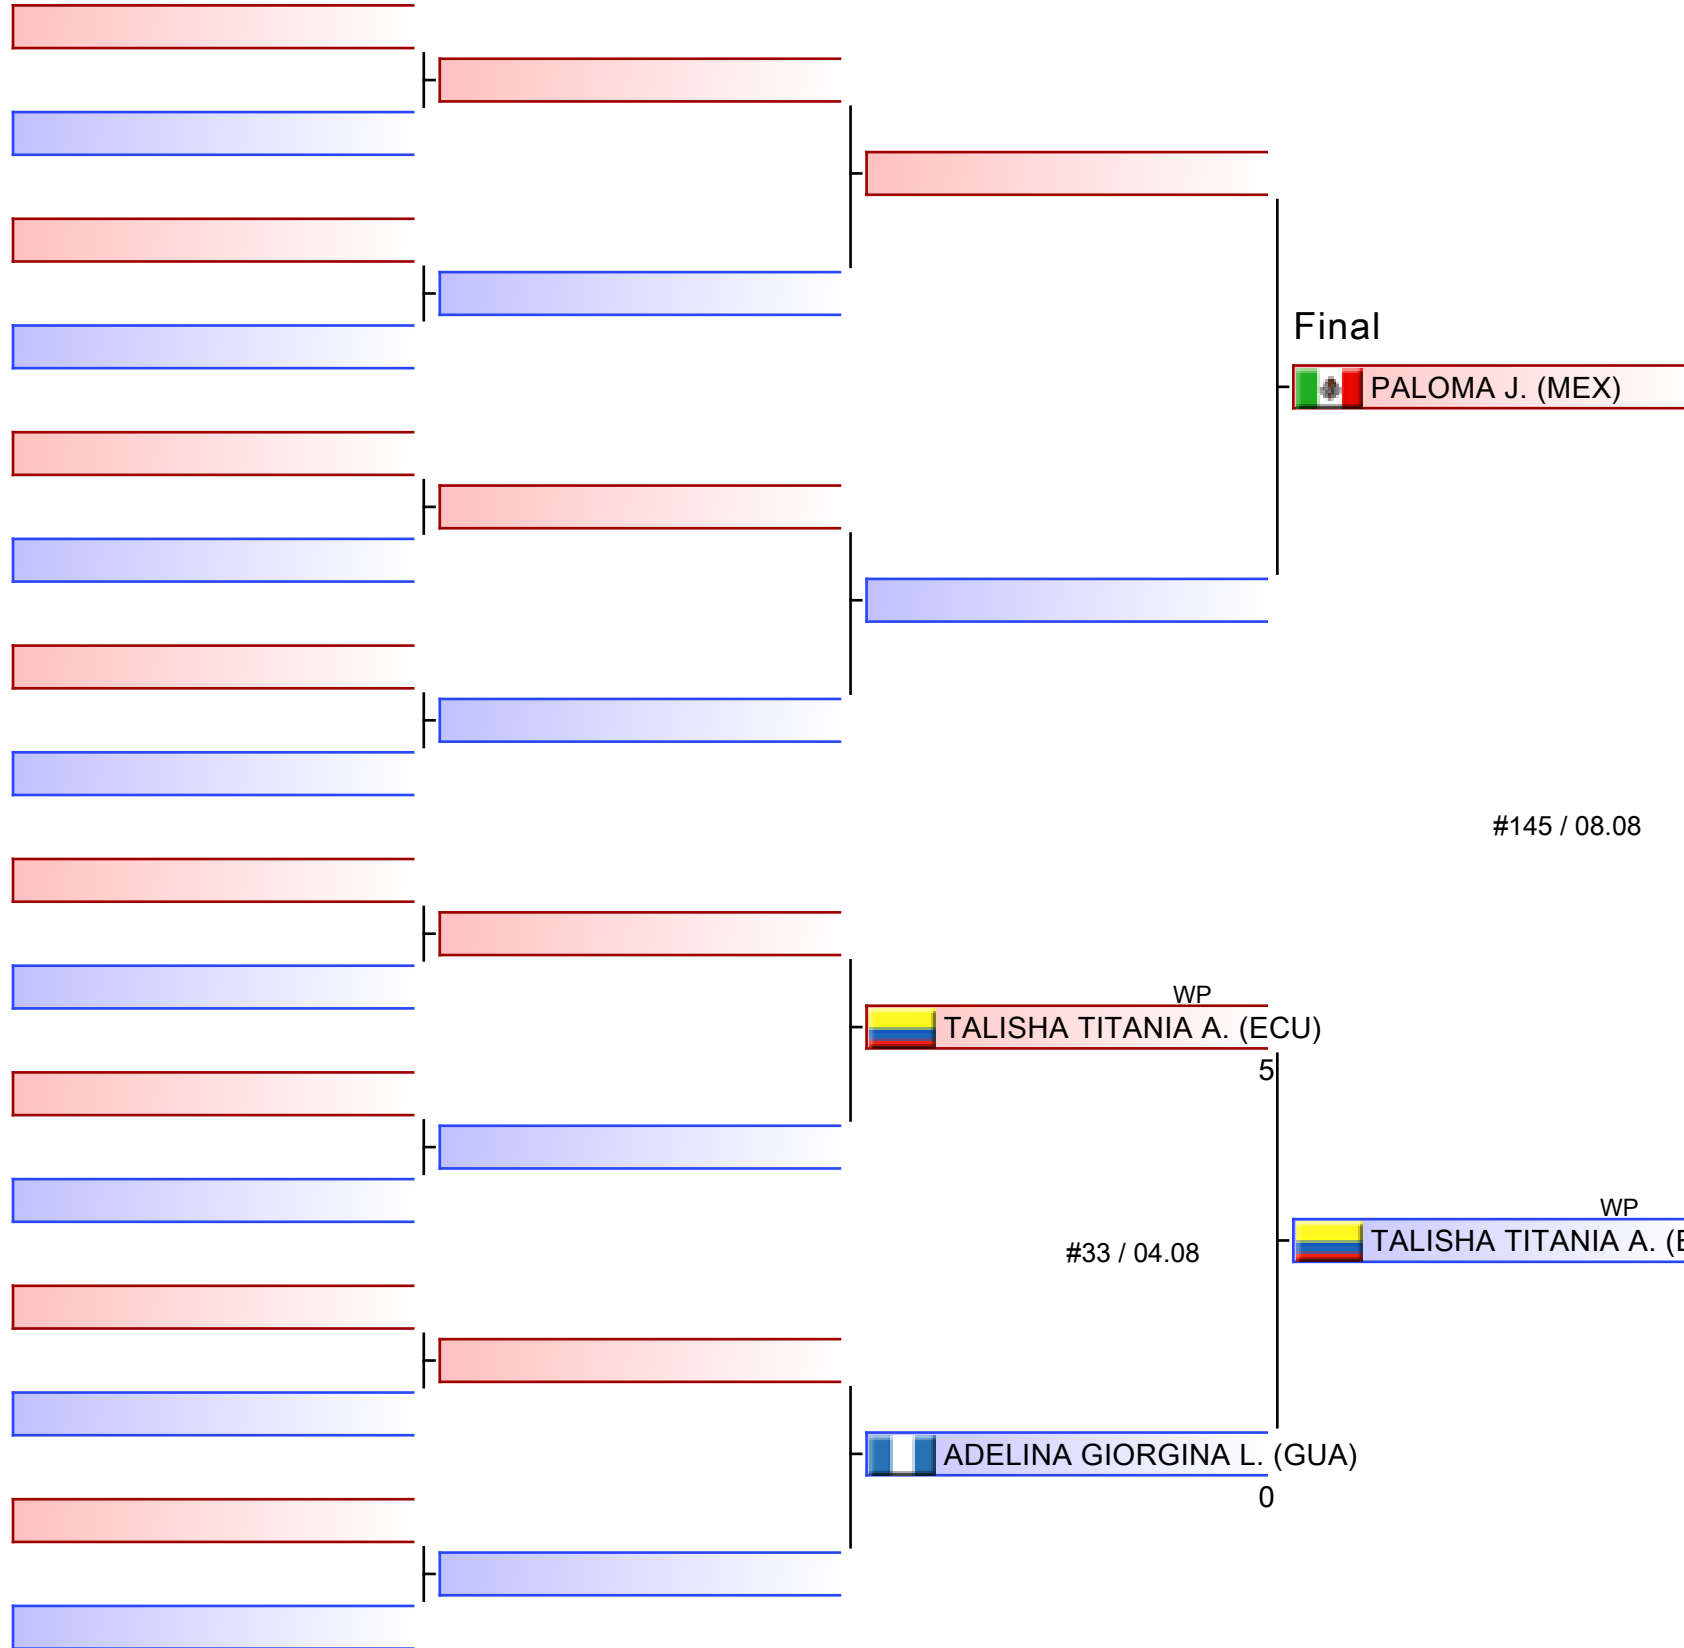 Final
PALOMA J. (MEX)
#145 / 08.08
WP
TALISHA TITANIA A. (ECU)
5
WP
TALISHA TITANIA A. (E
#33 / 04.08
ADELINA GIORGINA L. (GUA)
0